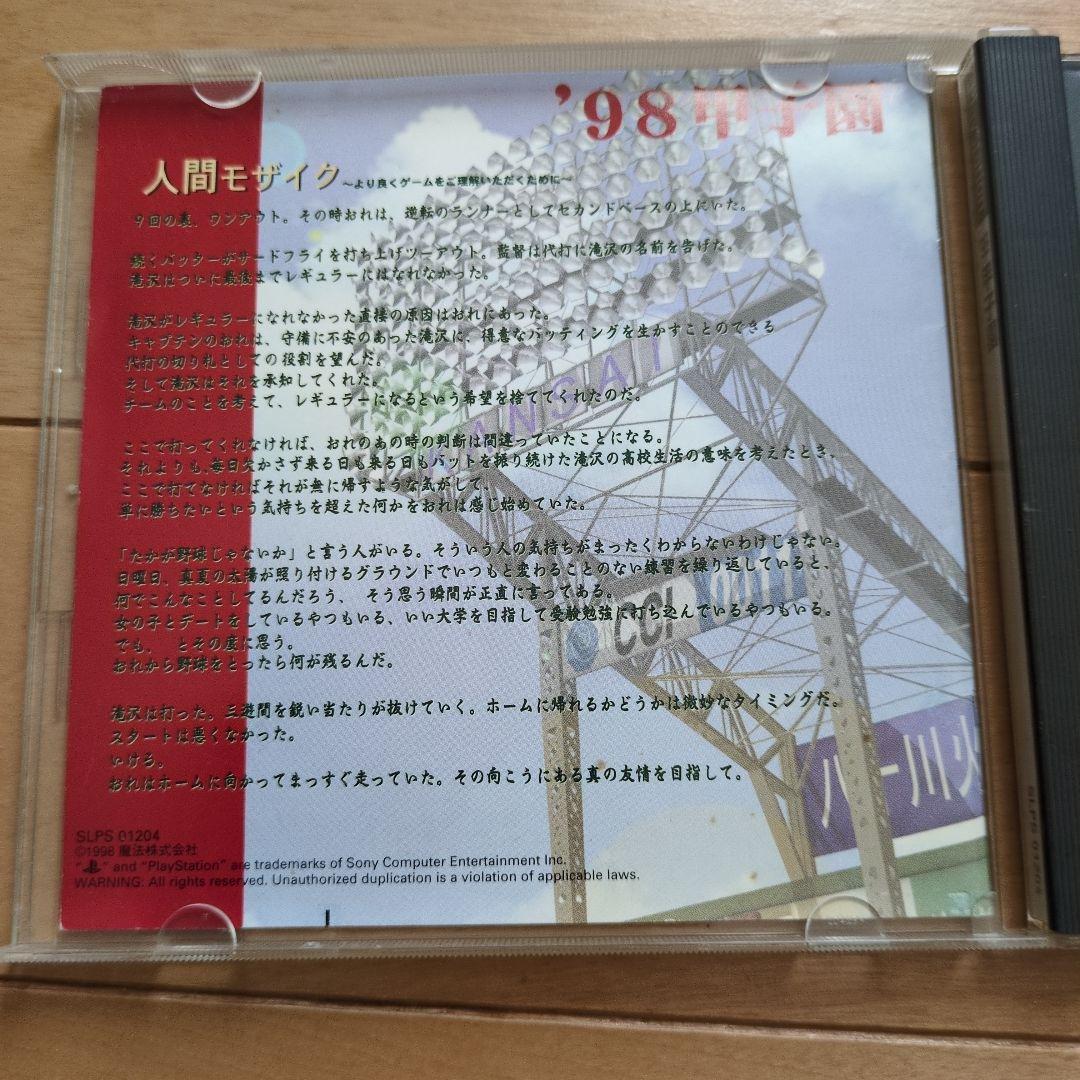 '98甲子園
人間モザイク ～より良くゲームをご理解いただくために～
9回の裏、ワンアウト。その時おれは、逆転のランナーとしてセカンドベースの上にいた。
続くバッターがサードフライを打ち上げツーアウト。監督は代打に滝沢の名前を告げた。
滝沢はついに最後までレギュラーにはなれなかった。
滝沢がレギュラーになれなかった直接の原因はおれにあった。
キャプテンのおれは、守備に不安のあった滝沢に、得意なバッティングを生かすことのできる
代打の切り札としての役割を望んだ。
そして滝沢はそれを承知してくれた。
チームのことを考えて、レギュラーになるという希望を捨ててくれたのだ。
ここで打ってくれなければ、おれのあの時の判断は間違っていたことになる。
それよりも、毎日欠かさず来る日も来る日もバットを振り続けた滝沢の高校生活の意味を考えたとき、
ここで打てなければそれが無に帰すような気がして、
単に勝ちたいという気持ちを超えた何かをおれは感じ始めていた。
「たかが野球じゃないか」と言う人がいる。そういう人の気持ちがまったくわからないわけじゃない。
日曜日、真夏の太陽が照り付けるグラウンドでいつもと変わることのない練習を繰り返していると、
何でこんなことしてるんだろう、 そう思う瞬間が正直に言ってある。
女の子とデートをしているやつもいる、いい大学を目指して受験勉強に打ち込んでいるやつもいる。
でも、 とその度に思う。
おれから野球をとったら何が残るんだ。
滝沢は打った。三遊間を鋭い当たりが抜けていく。ホームに帰れるかどうかは微妙なタイミングだ。
スタートは悪くなかった。
いける。
おれはホームに向かってまっすぐ走っていた。その向こうにある真の友情を目指して。
KANSAI
CCI
SLPS 01204
©1998 魔法株式会社
" " and "PlayStation" are trademarks of Sony Computer Entertainment Inc.
WARNING: All rights reserved. Unauthorized duplication is a violation of applicable laws.